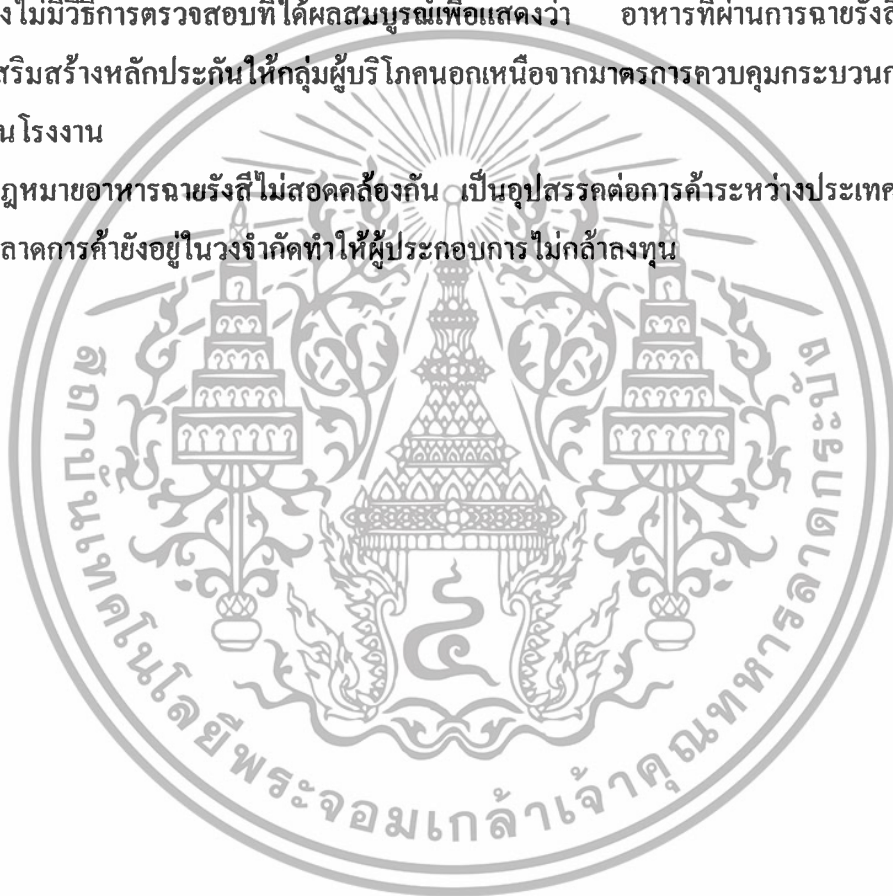 งไม่มีวิธีการตรวจสอบที่ได้ผลสมบูรณ์เพื่อแสดงว่า อาหารที่ผ่านการฉายรังสี
สริมสร้างหลักประกันให้กลุ่มผู้บริโภคนอกเหนือจากมาตรการควบคุมกระบวนก
นโรงงาน
ฎหมายอาหารฉายรังสีไม่สอดคล้องกัน เป็นอุปสรรคต่อการค้าระหว่างประเทศ
ลาดการค้ายังอยู่ในวงจำกัดทำให้ผู้ประกอบการไม่กล้าลงทุน
สถาบันเทคโนโลยีพระจอมเกล้าเจ้าคุณทหารลาดกระบัง
๔